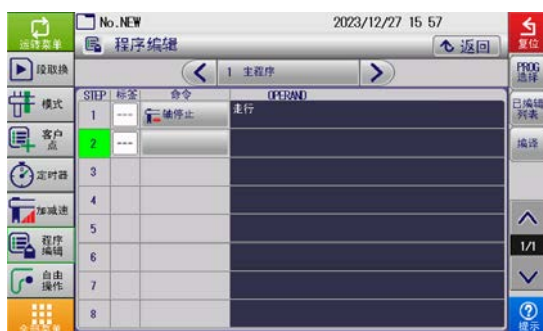 No.NEW
2023/12/27 15 57
程序编辑
返回
1 主程序
STEP 标签 命令 OPERAND
1 --- 轴停止 走行
2 ---
3
4
5
6
7
8
运转菜单
段取换
模式
客户点
定时器
加减速
程序编辑
自由操作
全部菜单
复位
PROG
选择
已编辑
列表
编译
1/1
提示